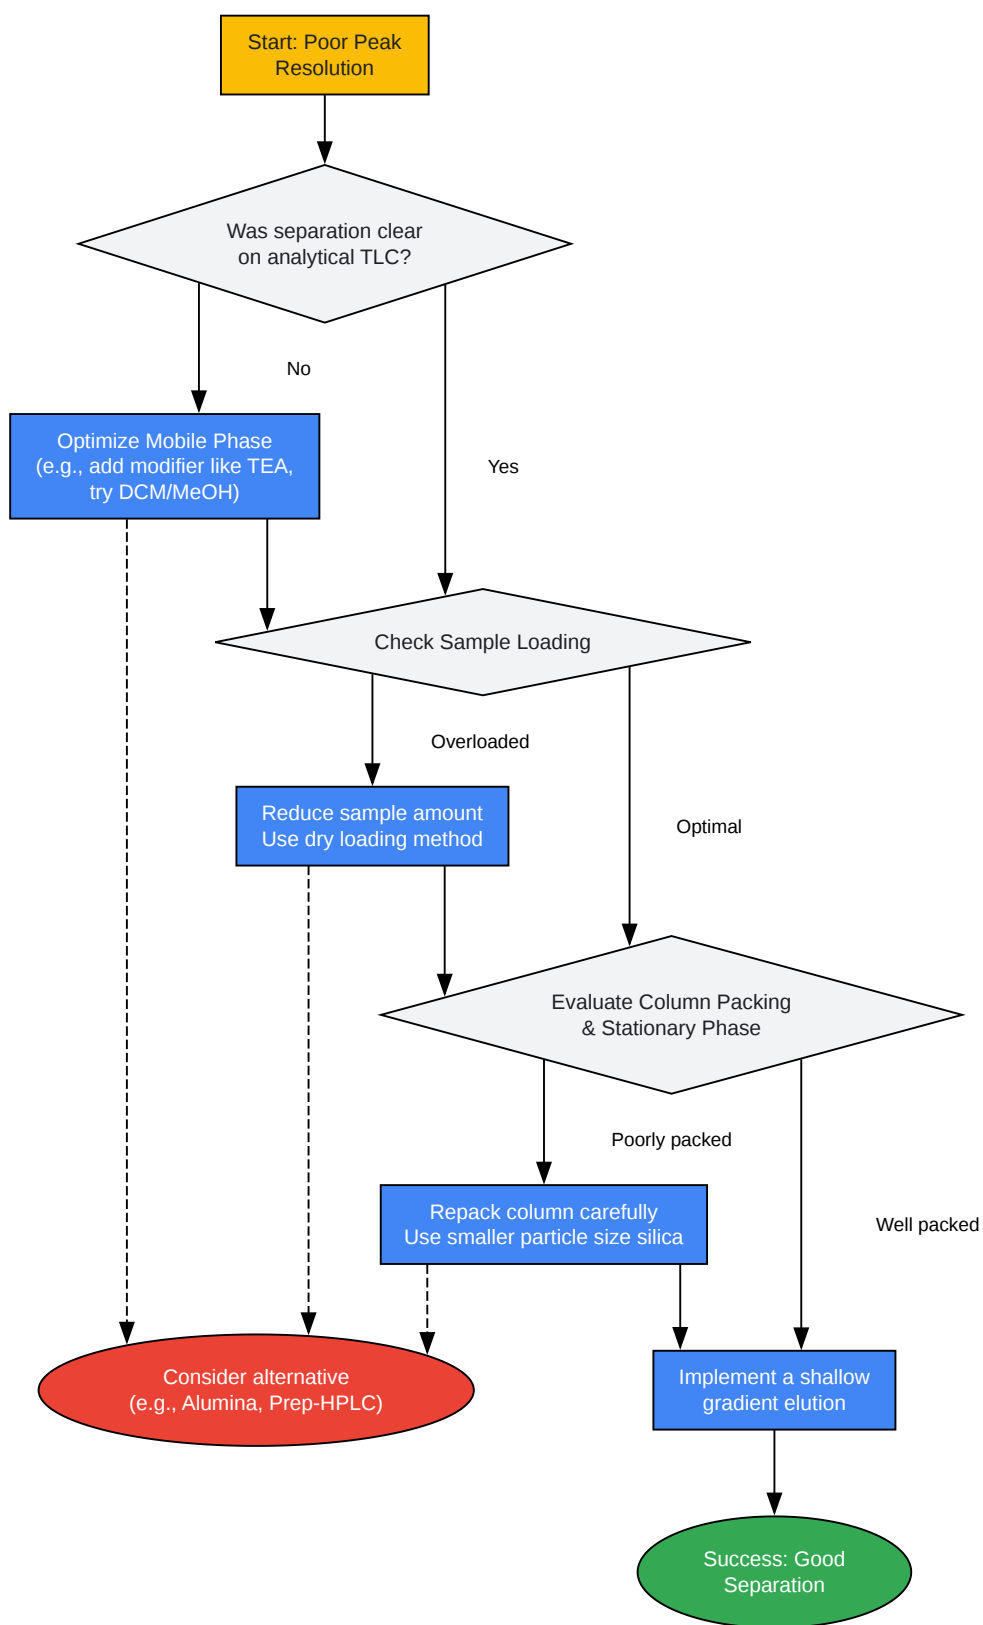 Start: Poor Peak
Resolution
Was separation clear
on analytical TLC?
No
Optimize Mobile Phase
(e.g., add modifier like TEA,
try DCM/MeOH)
Yes
Check Sample Loading
Overloaded
Reduce sample amount
Use dry loading method
Optimal
Evaluate Column Packing
& Stationary Phase
Poorly packed
Repack column carefully
Use smaller particle size silica
Well packed
Consider alternative
(e.g., Alumina, Prep-HPLC)
Implement a shallow
gradient elution
Success: Good
Separation